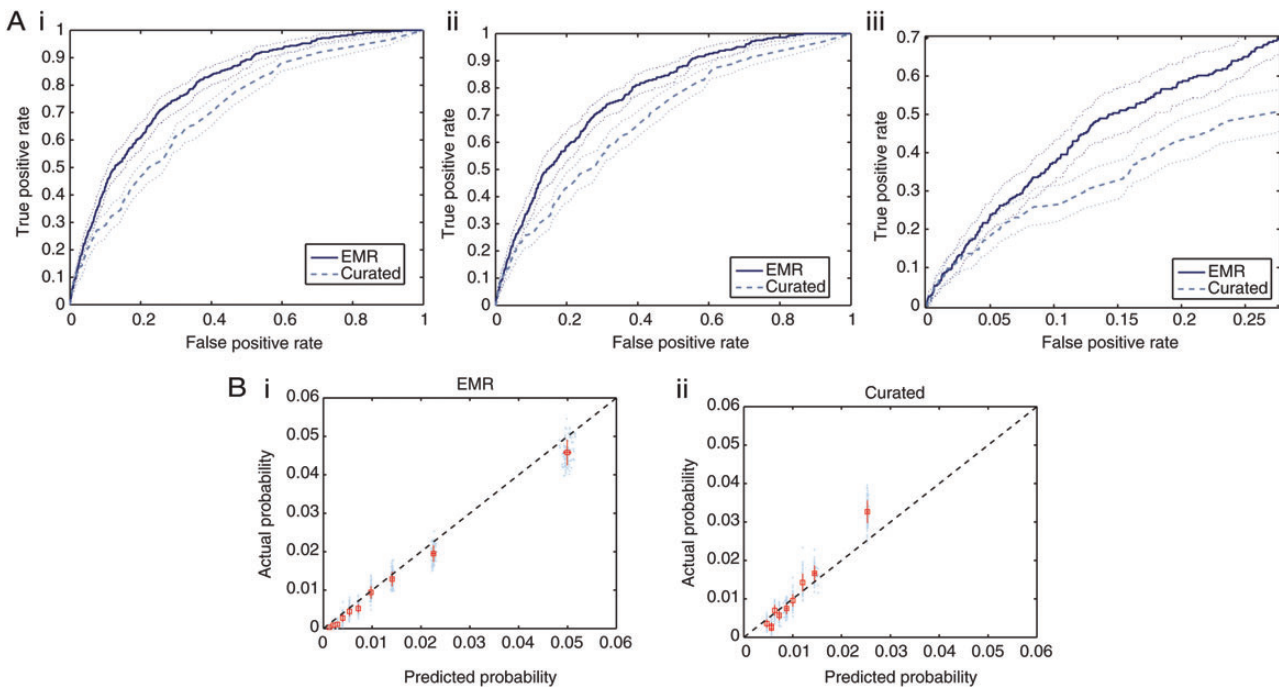 A i
1
0.9
0.8
0.7
0.6
0.5
0.4
0.3
0.2
0.1
0
True positive rate
EMR
Curated
0 0.2 0.4 0.6 0.8 1
False positive rate
ii
1
0.9
0.8
0.7
0.6
0.5
0.4
0.3
0.2
0.1
0
True positive rate
EMR
Curated
0 0.2 0.4 0.6 0.8 1
False positive rate
iii
0.7
0.6
0.5
0.4
0.3
0.2
0.1
0
True positive rate
EMR
Curated
0 0.05 0.1 0.15 0.2 0.25
False positive rate
B i
EMR
0.06
0.05
0.04
0.03
0.02
0.01
0
Actual probability
0 0.01 0.02 0.03 0.04 0.05 0.06
Predicted probability
ii
Curated
0.06
0.05
0.04
0.03
0.02
0.01
0
Actual probability
0 0.01 0.02 0.03 0.04 0.05 0.06
Predicted probability